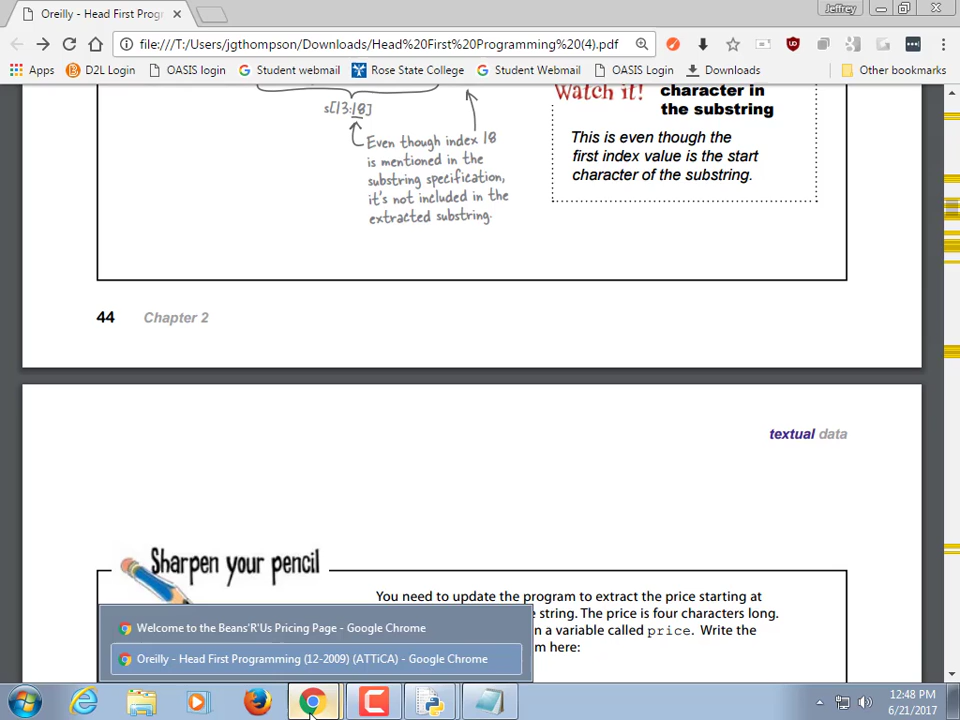 Oreilly - Head First Progr
Jeffrey
file:///T:/Users/jgthompson/Downloads/Head%20First%20Programming%20(4).pdf
Apps D2L Login OASIS login Student webmail Rose State College Student Webmail OASIS Login Downloads Other bookmarks
s[13:18]
Even though index 18
is mentioned in the
substring specification,
it's not included in the
extracted substring.
Watch it!
character in
the substring
This is even though the
first index value is the start
character of the substring.
44 Chapter 2
textual data
Sharpen your pencil
You need to update the program to extract the price starting at
e string. The price is four characters long.
n a variable called price. Write the
m here:
Welcome to the Beans'R'Us Pricing Page - Google Chrome
Oreilly - Head First Programming (12-2009) (ATTiCA) - Google Chrome
12:48 PM
6/21/2017